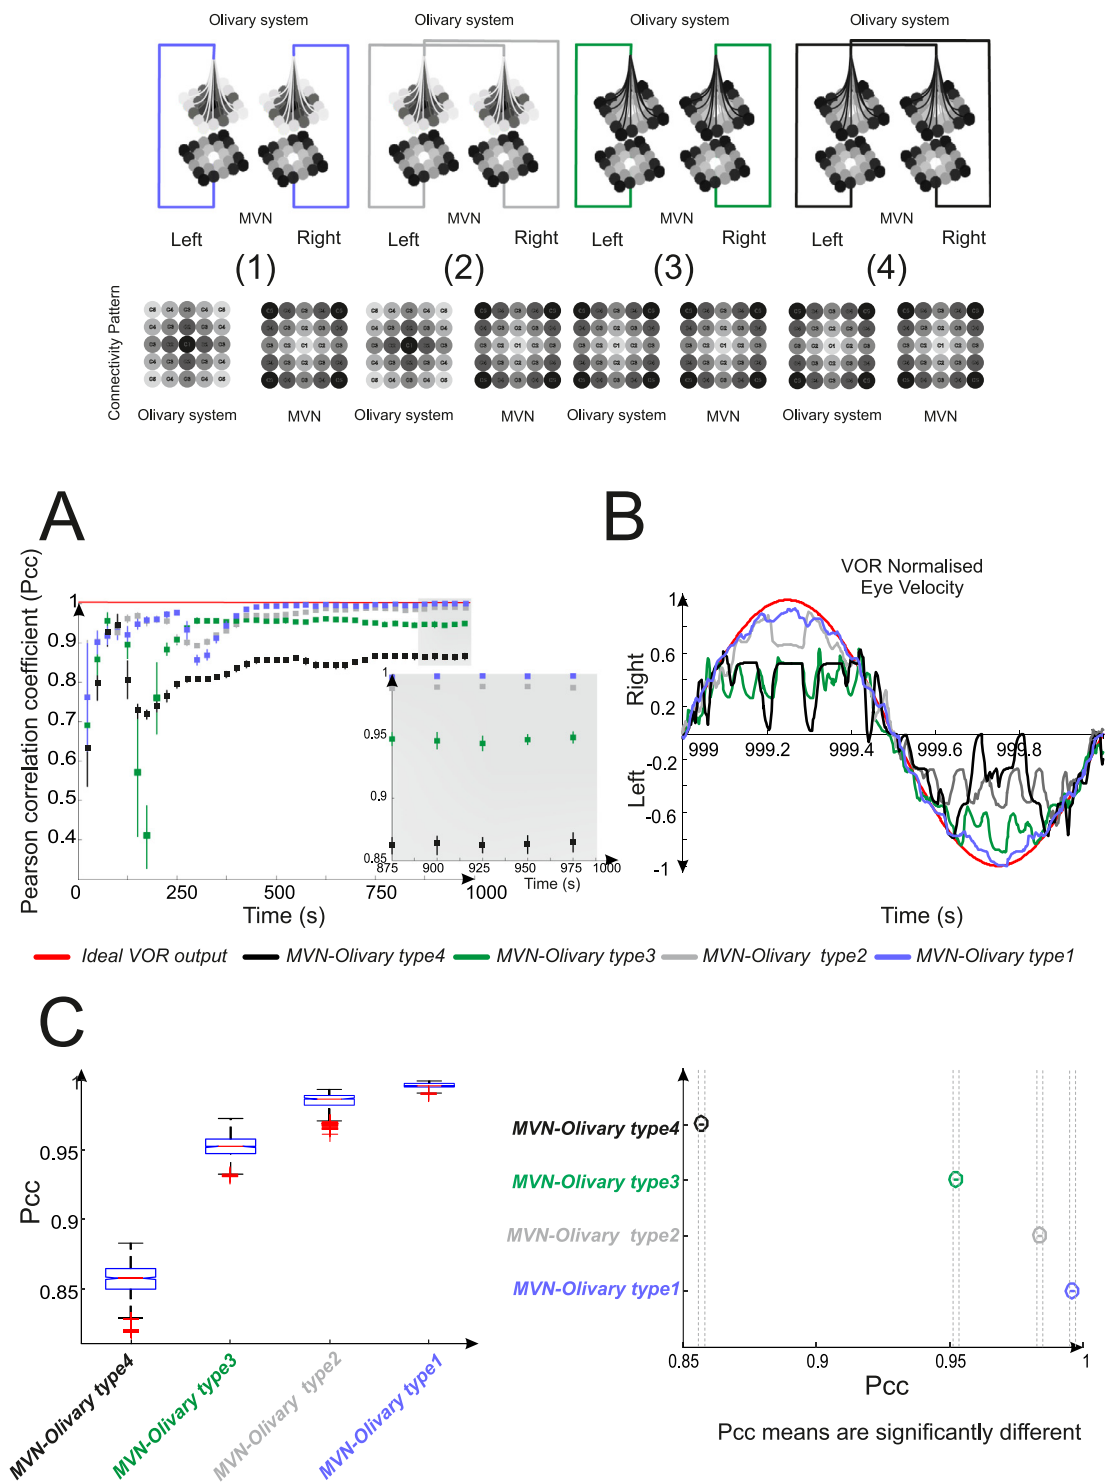 Olivary system
Olivary system
Olivary system
Olivary system
MVN
MVN
MVN
MVN
Left
Right
Left
Right
Left
Right
Left
Right
(1)
(2)
(3)
(4)
Connectivity Pattern
Olivary system
MVN
Olivary system
MVN
Olivary system
MVN
Olivary system
MVN
A
Pearson correlation coefficient (Pcc)
1
0.9
0.8
0.7
0.6
0.5
0.4
0
250
500
750
1000
Time (s)
1
0.95
0.9
0.85
875
900
925
950
975
1000
Time (s)
B
VOR Normalised
Eye Velocity
Right
Left
1
0.6
0.2
-0.2
-0.6
-1
999
999.2
999.4
999.6
999.8
Time (s)
Ideal VOR output
MVN-Olivary type4
MVN-Olivary type3
MVN-Olivary type2
MVN-Olivary type1
C
Pcc
1
0.95
0.9
0.85
MVN-Olivary type4
MVN-Olivary type3
MVN-Olivary type2
MVN-Olivary type1
MVN-Olivary type4
MVN-Olivary type3
MVN-Olivary type2
MVN-Olivary type1
0.85
0.9
0.95
1
Pcc
Pcc means are significantly different